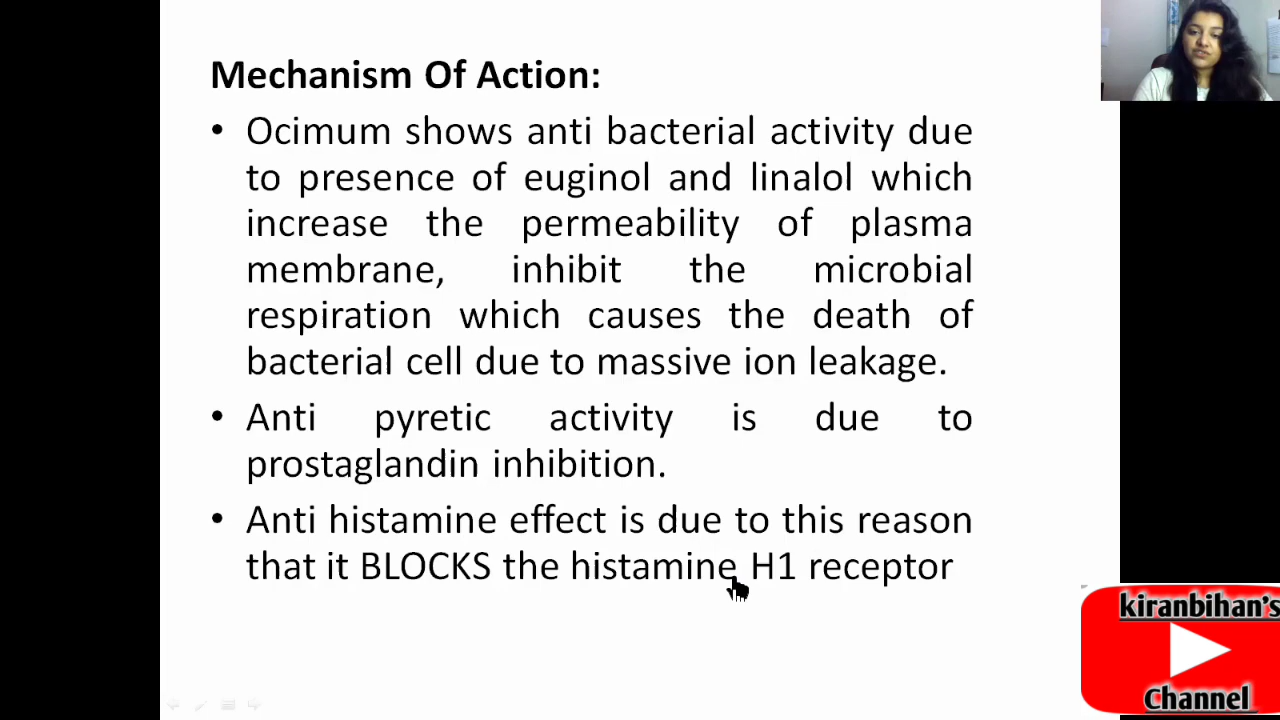 Mechanism Of Action:
• Ocimum shows anti bacterial activity due
to presence of euginol and linalol which
increase the permeability of plasma
membrane, inhibit the microbial
respiration which causes the death of
bacterial cell due to massive ion leakage.
• Anti pyretic activity is due to
prostaglandin inhibition.
• Anti histamine effect is due to this reason
that it BLOCKS the histamine H1 receptor
kiranbihan's
Channel